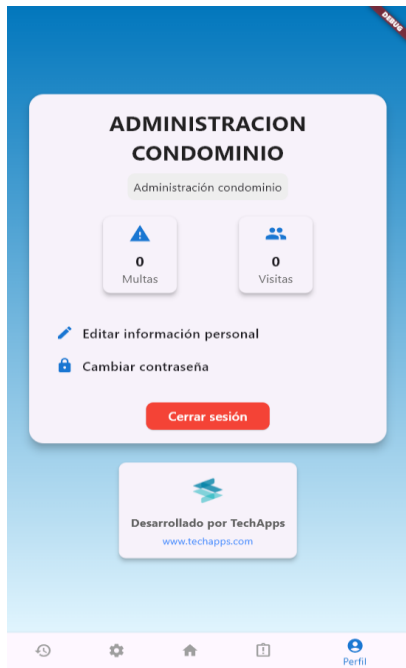 DEBUG
ADMINISTRACION
CONDOMINIO
Administración condominio
0
Multas
0
Visitas
Editar información personal
Cambiar contraseña
Cerrar sesión
Desarrollado por TechApps
www.techapps.com
Perfil